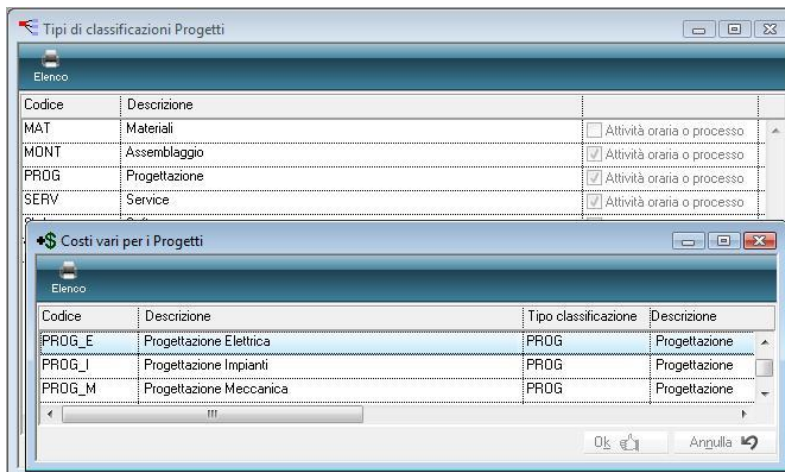 Tipi di classificazioni Progetti
Elenco
Codice Descrizione
MAT Materiali Attività oraria o processo
MONT Assemblaggio Attività oraria o processo
PROG Progettazione Attività oraria o processo
SERV Service Attività oraria o processo
Costi vari per i Progetti
Elenco
Codice Descrizione Tipo classificazione Descrizione
PROG_E Progettazione Elettrica PROG Progettazione
PROG_I Progettazione Impianti PROG Progettazione
PROG_M Progettazione Meccanica PROG Progettazione
Ok Annulla